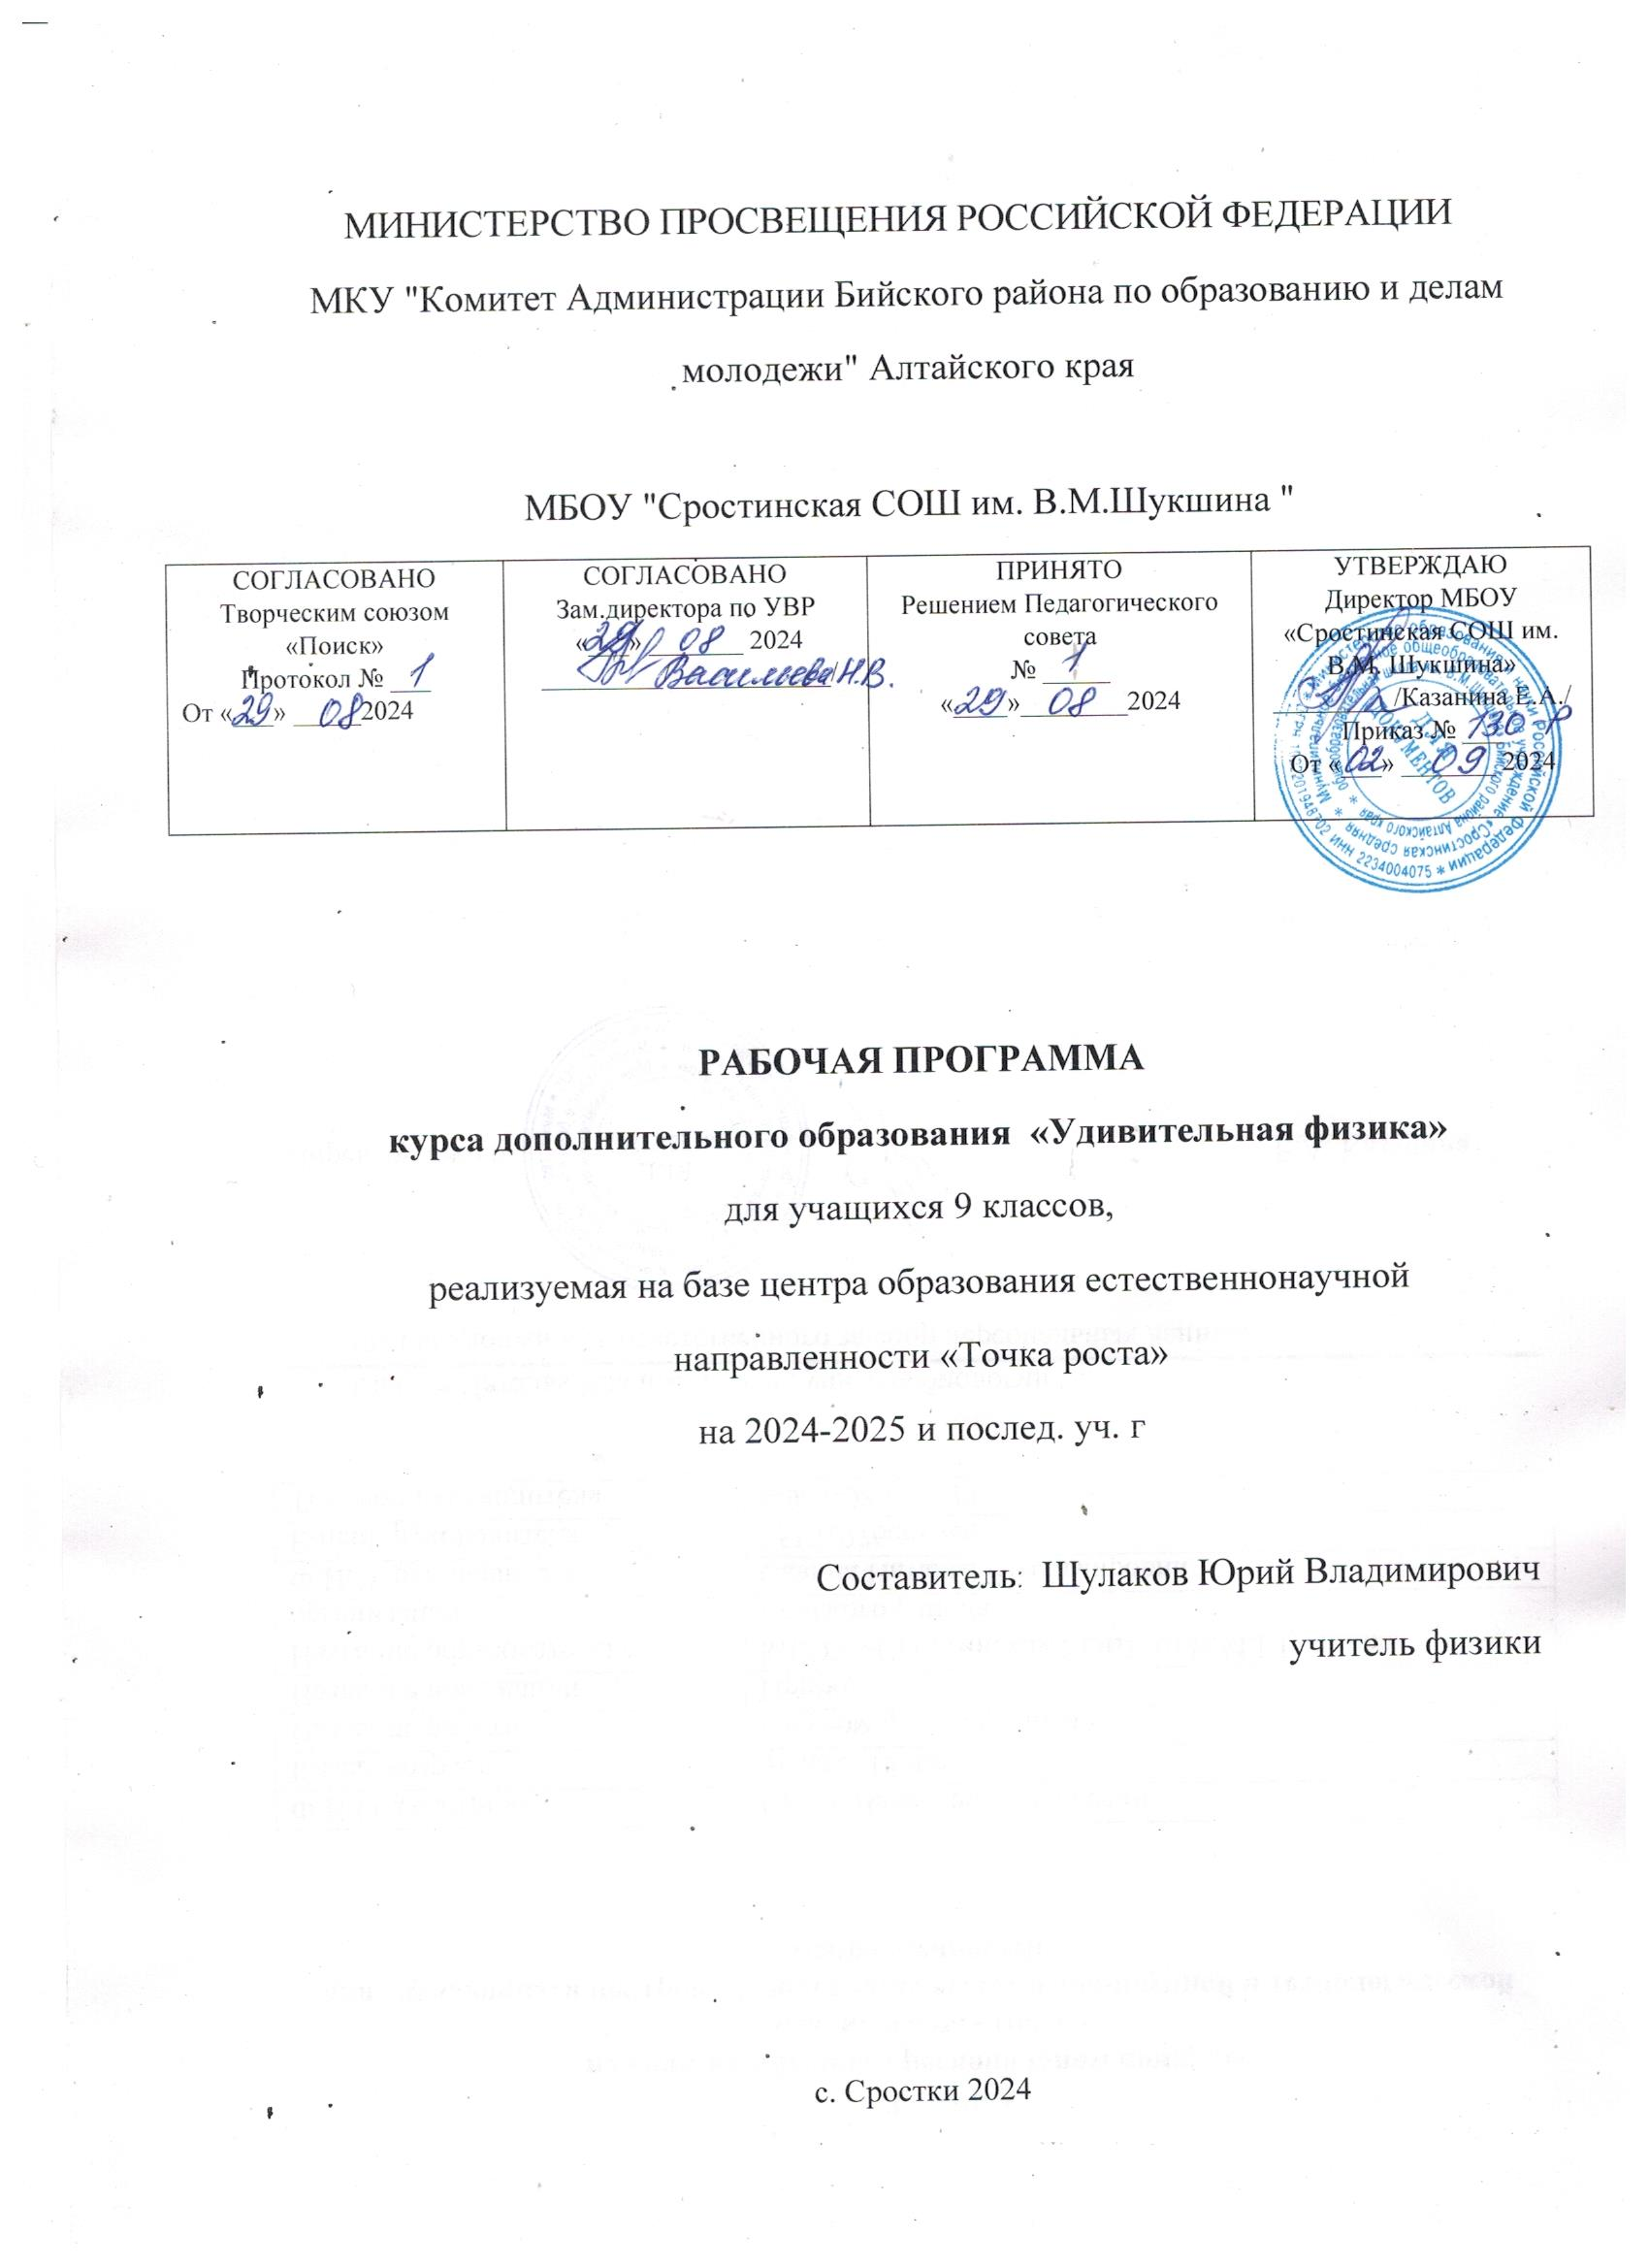 МИНИСТЕРСТВО ПРОСВЕЩЕНИЯ РОССИЙСКОЙ ФЕДЕРАЦИИ
МКУ "Комитет Администрации Бийского района по образованию и делам
молодежи" Алтайского края
МБОУ "Сростинская СОШ им. В.М.Шукшина "
СОГЛАСОВАНО
Творческим союзом
«Поиск»
Протокол № 1
От «29» 08 2024
СОГЛАСОВАНО
Зам.директора по УВР
«29» 08 2024
Васильева/Н.В.
ПРИНЯТО
Решением Педагогического
совета
№ 1
«29» 08 2024
УТВЕРЖДАЮ
Директор МБОУ
«Сростинская СОШ им.
В.М. Шукшина»
/Казанина Е.А./
Приказ № 130 Р
От «02» 09 2024
ДЛЯ
ДОКУМЕНТОВ
ИНН 2234004075
РАБОЧАЯ ПРОГРАММА
курса дополнительного образования «Удивительная физика»
для учащихся 9 классов,
реализуемая на базе центра образования естественнонаучной
направленности «Точка роста»
на 2024-2025 и послед. уч. г
Составитель: Шулаков Юрий Владимирович
учитель физики
с. Сростки 2024